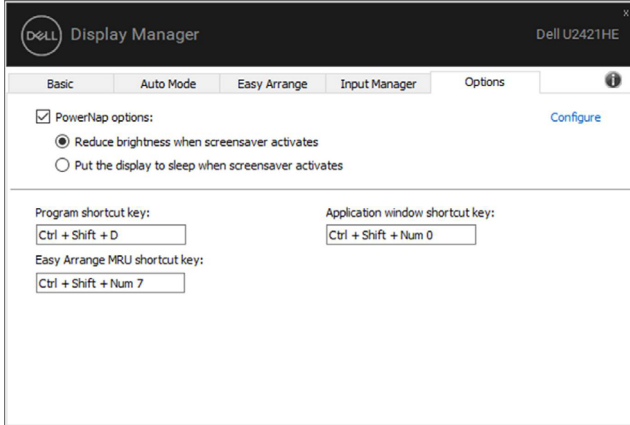 x
DELL Display Manager Dell U2421HE
Basic Auto Mode Easy Arrange Input Manager Options
PowerNap options: Configure
Reduce brightness when screensaver activates
Put the display to sleep when screensaver activates
Program shortcut key: Application window shortcut key:
Ctrl + Shift + D Ctrl + Shift + Num 0
Easy Arrange MRU shortcut key:
Ctrl + Shift + Num 7